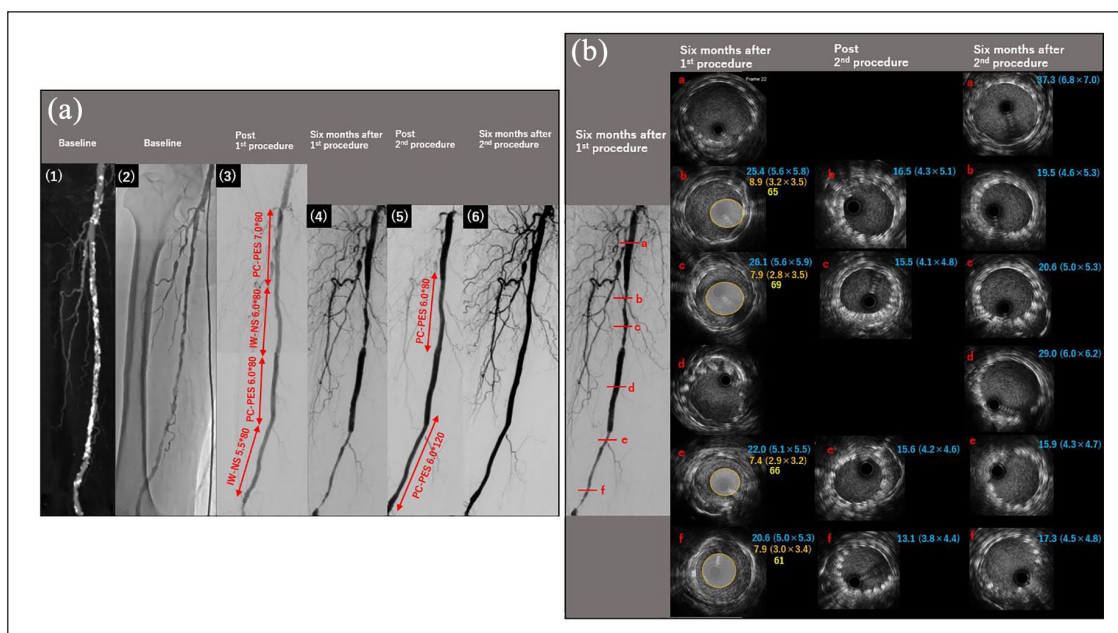 (a)
Baseline
Baseline
Post
1st procedure
Six months after
1st procedure
Post
2nd procedure
Six months after
2nd procedure
(1)
(2)
(3)
(4)
(5)
(6)
PC-PES 7.0*80
IW-NS 6.0*80
PC-PES 6.0*80
IW-NS 5.5*80
PC-PES 6.0*80
PC-PES 6.0*120
(b)
Six months after
1st procedure
Post
2nd procedure
Six months after
2nd procedure
Six months after
1st procedure
a
b
c
d
e
f
a
Frame 22
a
37.3 (6.8×7.0)
b
25.4 (5.6×5.8)
8.9 (3.2×3.5)
65
b
16.5 (4.3×5.1)
b
19.5 (4.6×5.3)
c
26.1 (5.6×5.9)
7.9 (2.8×3.5)
69
c
15.5 (4.1×4.8)
c
20.6 (5.0×5.3)
d
d
29.0 (6.0×6.2)
e
22.0 (5.1×5.5)
7.4 (2.9×3.2)
66
e
15.6 (4.2×4.6)
e
15.9 (4.3×4.7)
f
20.6 (5.0×5.3)
7.9 (3.0×3.4)
61
f
13.1 (3.8×4.4)
f
17.3 (4.5×4.8)